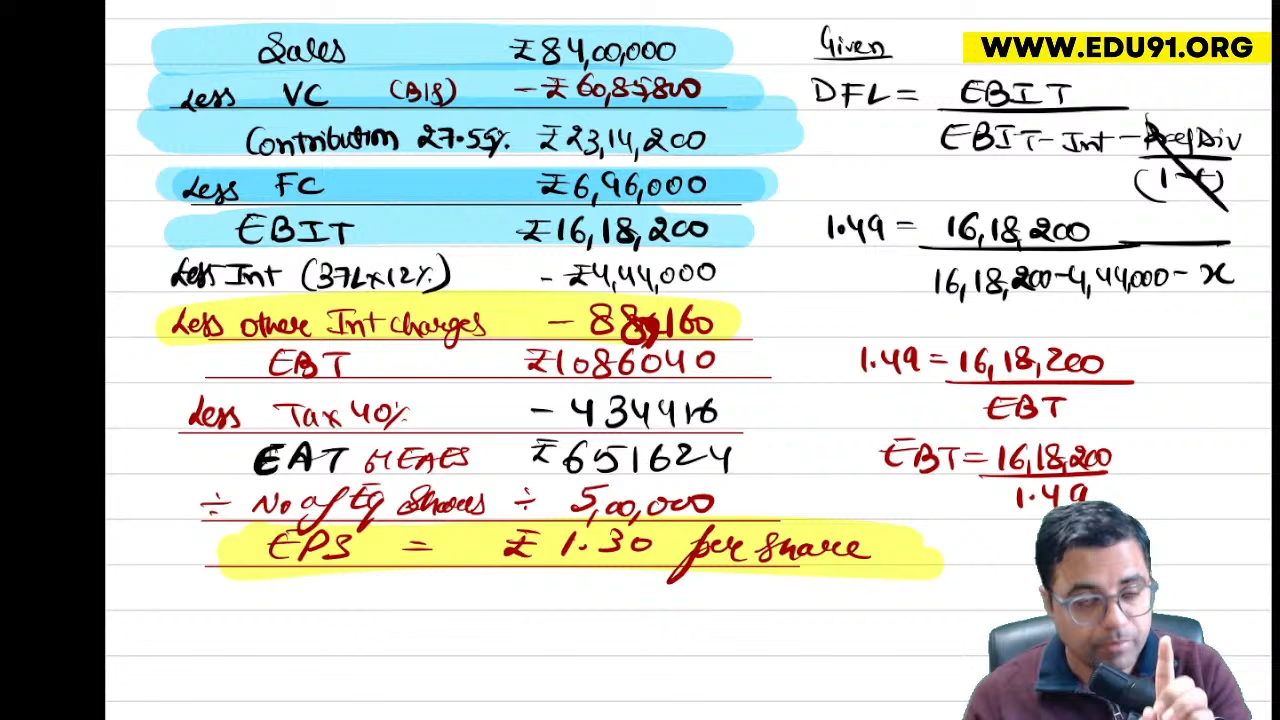 Sales ₹84,00,000
Less VC (B/f) - ₹60,85,800
Contribution 27.55% ₹23,14,200
Less FC ₹6,96,000
EBIT ₹16,18,200
Less Int (37L×12%) - ₹4,44,000
Less other Int charges - 88,160
EBT ₹1086040
Less Tax 40% - 434416
EAT ₹651624
÷ No of Eq Shares ÷ 5,00,000
EPS = ₹1.30 per share
WWW.EDU91.ORG
Given
DFL = EBIT
EBIT - Int - Pref Div
(1-t)
1.49 = 16,18,200
16,18,200-4,44,000-x
1.49 = 16,18,200
EBT
EBT = 16,18,200
1.49